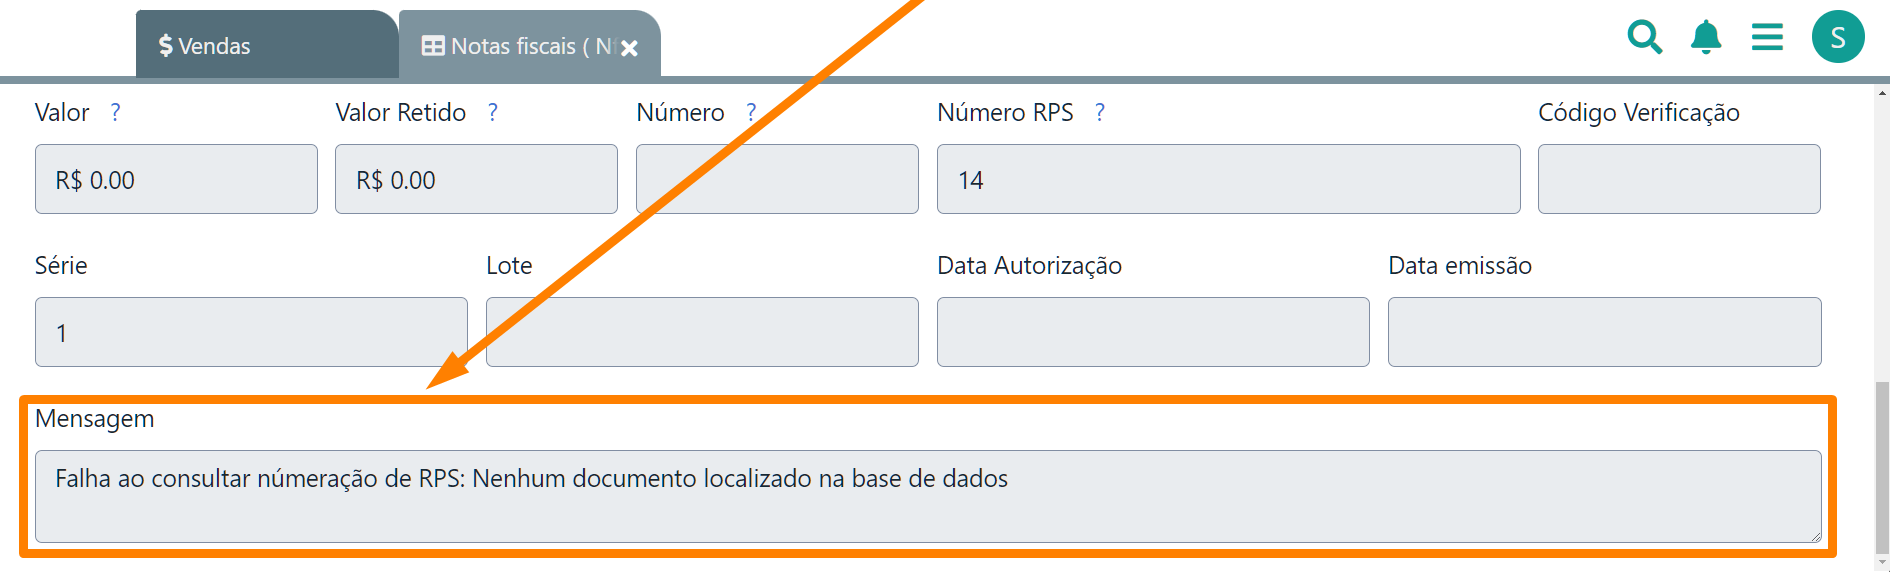 Vendas
Notas fiscais ( N
S
Valor ? Valor Retido ? Número ? Número RPS ? Código Verificação
R$ 0.00 R$ 0.00 14
Série Lote Data Autorização Data emissão
1
Mensagem
Falha ao consultar númeração de RPS: Nenhum documento localizado na base de dados